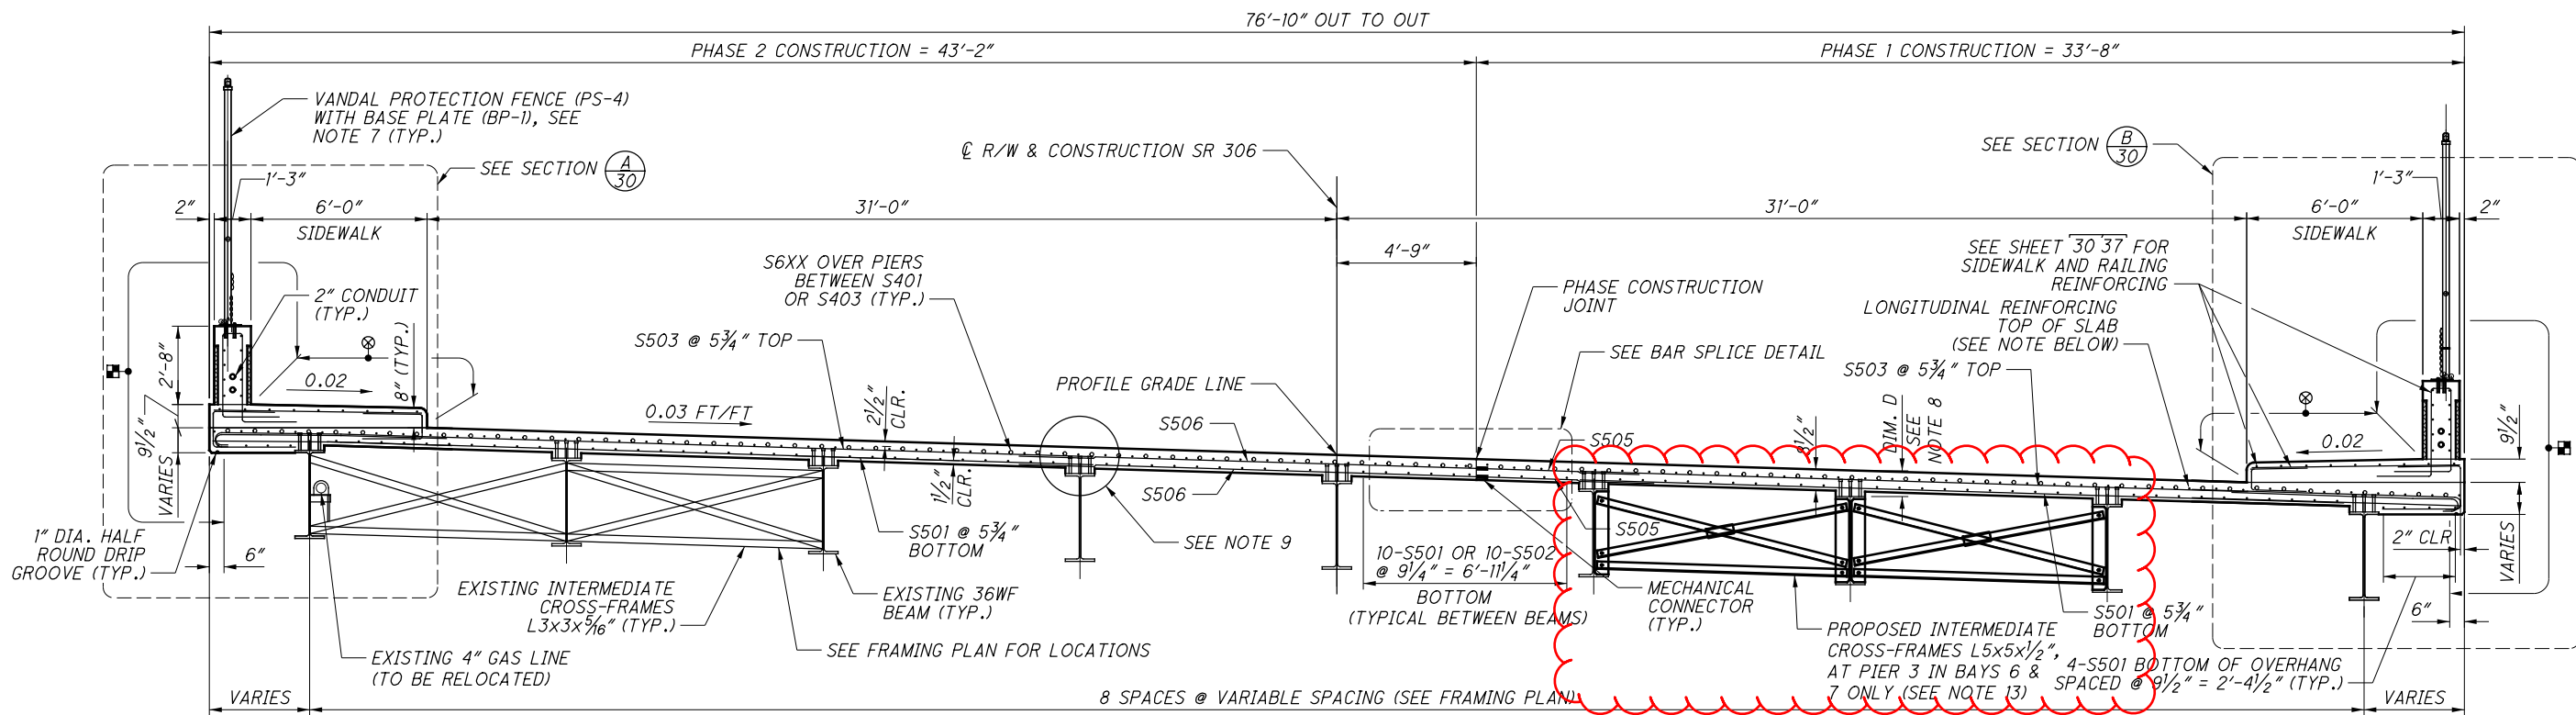 76'-10" OUT TO OUT
PHASE 2 CONSTRUCTION = 43'-2"
PHASE 1 CONSTRUCTION = 33'-8"
VANDAL PROTECTION FENCE (PS-4)
WITH BASE PLATE (BP-1), SEE
NOTE 7 (TYP.)
SEE SECTION A
30
℄ R/W & CONSTRUCTION SR 306
SEE SECTION B
30
1'-3"
1'-3"
2"
6'-0"
SIDEWALK
31'-0"
31'-0"
6'-0"
SIDEWALK
2"
4'-9"
S6XX OVER PIERS
BETWEEN S401
OR S403 (TYP.)
SEE SHEET 30 37 FOR
SIDEWALK AND RAILING
REINFORCING
2" CONDUIT
(TYP.)
PHASE CONSTRUCTION
JOINT
LONGITUDINAL REINFORCING
TOP OF SLAB
(SEE NOTE BELOW)
S503 @ 5¾" TOP
SEE BAR SPLICE DETAIL
S503 @ 5¾" TOP
2'-8"
8" (TYP.)
0.02
PROFILE GRADE LINE
0.03 FT/FT
2½"
CLR.
S506
S505
8½"
DIM. D
SEE
NOTE 8
0.02
9½"
9½"
VARIES
1½"
CLR.
S506
S505
VARIES
1" DIA. HALF
ROUND DRIP
GROOVE (TYP.)
6"
S501 @ 5¾"
BOTTOM
SEE NOTE 9
10-S501 OR 10-S502
@ 9¼" = 6'-11¼"
BOTTOM
(TYPICAL BETWEEN BEAMS)
MECHANICAL
CONNECTOR
(TYP.)
2" CLR
6"
EXISTING INTERMEDIATE
CROSS-FRAMES
L3x3x5⁄16" (TYP.)
EXISTING 36WF
BEAM (TYP.)
S501 @ 5¾"
BOTTOM
SEE FRAMING PLAN FOR LOCATIONS
PROPOSED INTERMEDIATE
CROSS-FRAMES L5x5x½",
AT PIER 3 IN BAYS 6 &
7 ONLY (SEE NOTE 13)
4-S501 BOTTOM OF OVERHANG
SPACED @ 9½" = 2'-4½" (TYP.)
EXISTING 4" GAS LINE
(TO BE RELOCATED)
VARIES
8 SPACES @ VARIABLE SPACING (SEE FRAMING PLAN)
VARIES